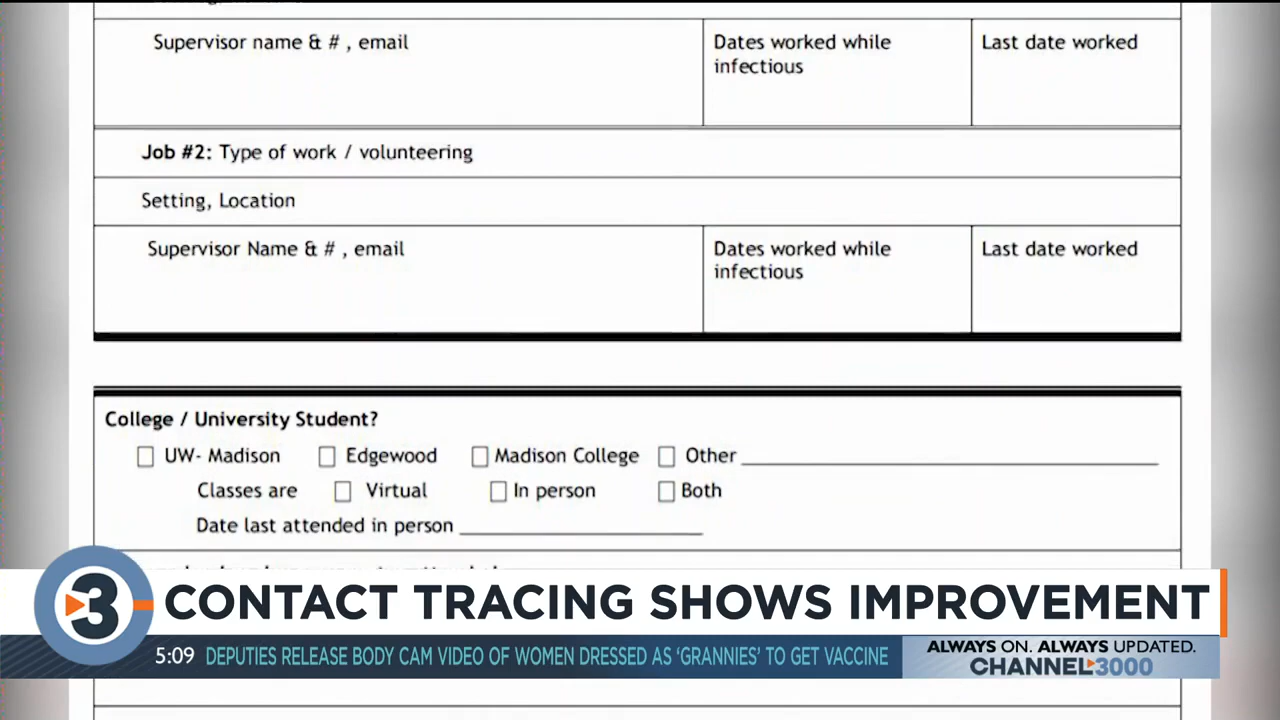 Supervisor name & # , email
Dates worked while
infectious
Last date worked
Job #2: Type of work / volunteering
Setting, Location
Supervisor Name & # , email
Dates worked while
infectious
Last date worked
College / University Student?
UW- Madison Edgewood Madison College Other
Classes are Virtual In person Both
Date last attended in person
3 CONTACT TRACING SHOWS IMPROVEMENT
5:09 DEPUTIES RELEASE BODY CAM VIDEO OF WOMEN DRESSED AS ‘GRANNIES’ TO GET VACCINE
ALWAYS ON. ALWAYS UPDATED.
CHANNEL3000